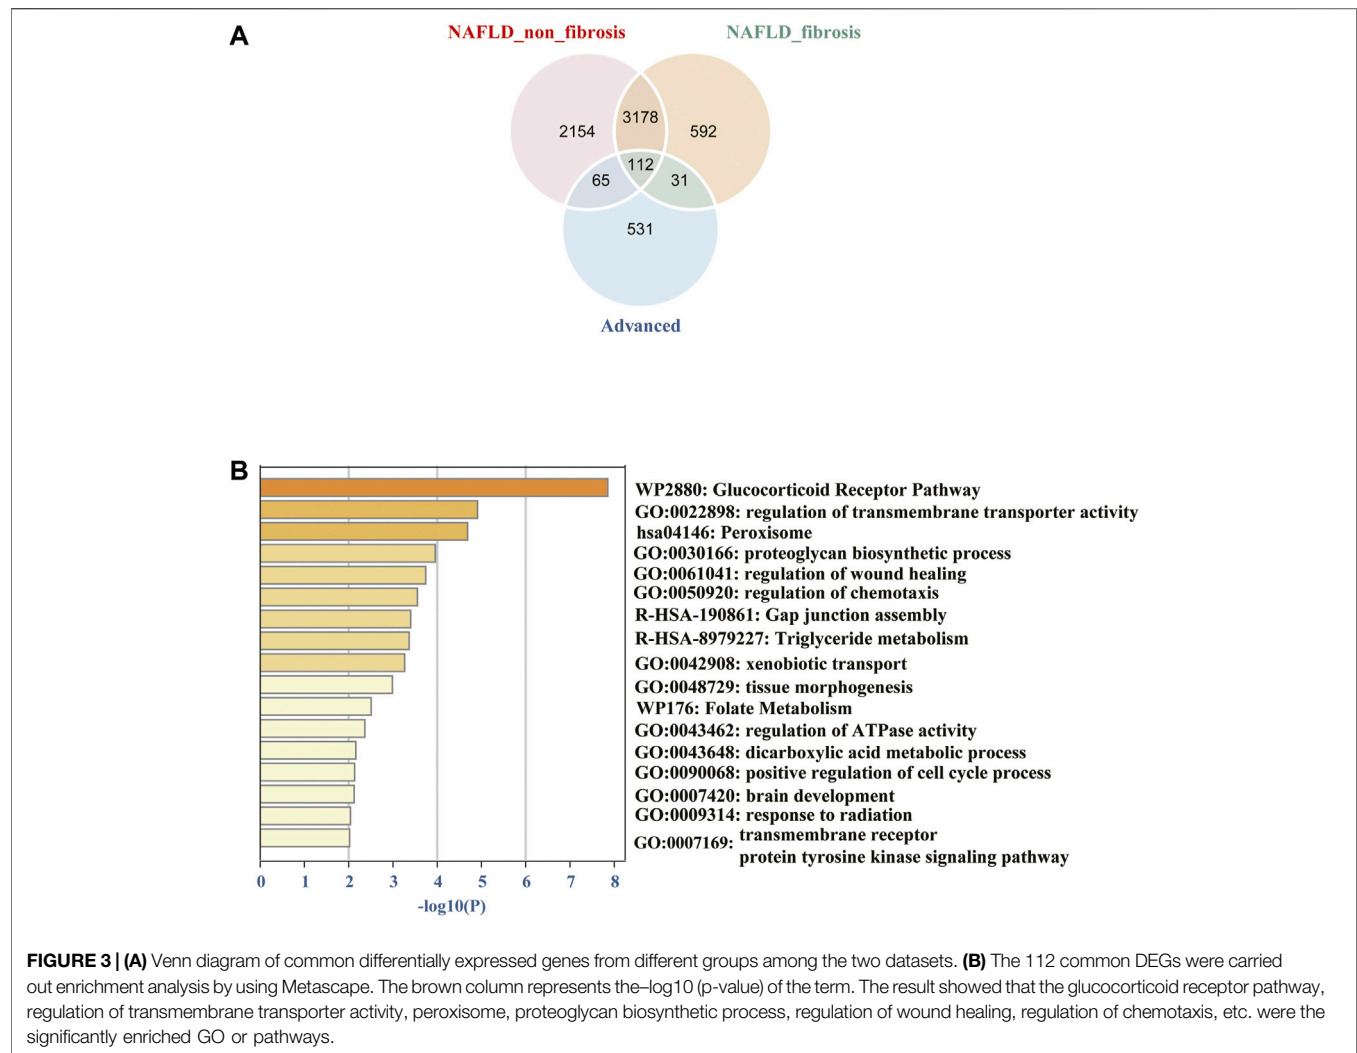 A
NAFLD_non_fibrosis
NAFLD_fibrosis
3178
2154
592
112
65
31
531
Advanced
B
WP2880: Glucocorticoid Receptor Pathway
GO:0022898: regulation of transmembrane transporter activity
hsa04146: Peroxisome
GO:0030166: proteoglycan biosynthetic process
GO:0061041: regulation of wound healing
GO:0050920: regulation of chemotaxis
R-HSA-190861: Gap junction assembly
R-HSA-8979227: Triglyceride metabolism
GO:0042908: xenobiotic transport
GO:0048729: tissue morphogenesis
WP176: Folate Metabolism
GO:0043462: regulation of ATPase activity
GO:0043648: dicarboxylic acid metabolic process
GO:0090068: positive regulation of cell cycle process
GO:0007420: brain development
GO:0009314: response to radiation
GO:0007169: transmembrane receptor
protein tyrosine kinase signaling pathway
0 1 2 3 4 5 6 7 8
-log10(P)
FIGURE 3 | (A) Venn diagram of common differentially expressed genes from different groups among the two datasets. (B) The 112 common DEGs were carried
out enrichment analysis by using Metascape. The brown column represents the–log10 (p-value) of the term. The result showed that the glucocorticoid receptor pathway,
regulation of transmembrane transporter activity, peroxisome, proteoglycan biosynthetic process, regulation of wound healing, regulation of chemotaxis, etc. were the
significantly enriched GO or pathways.